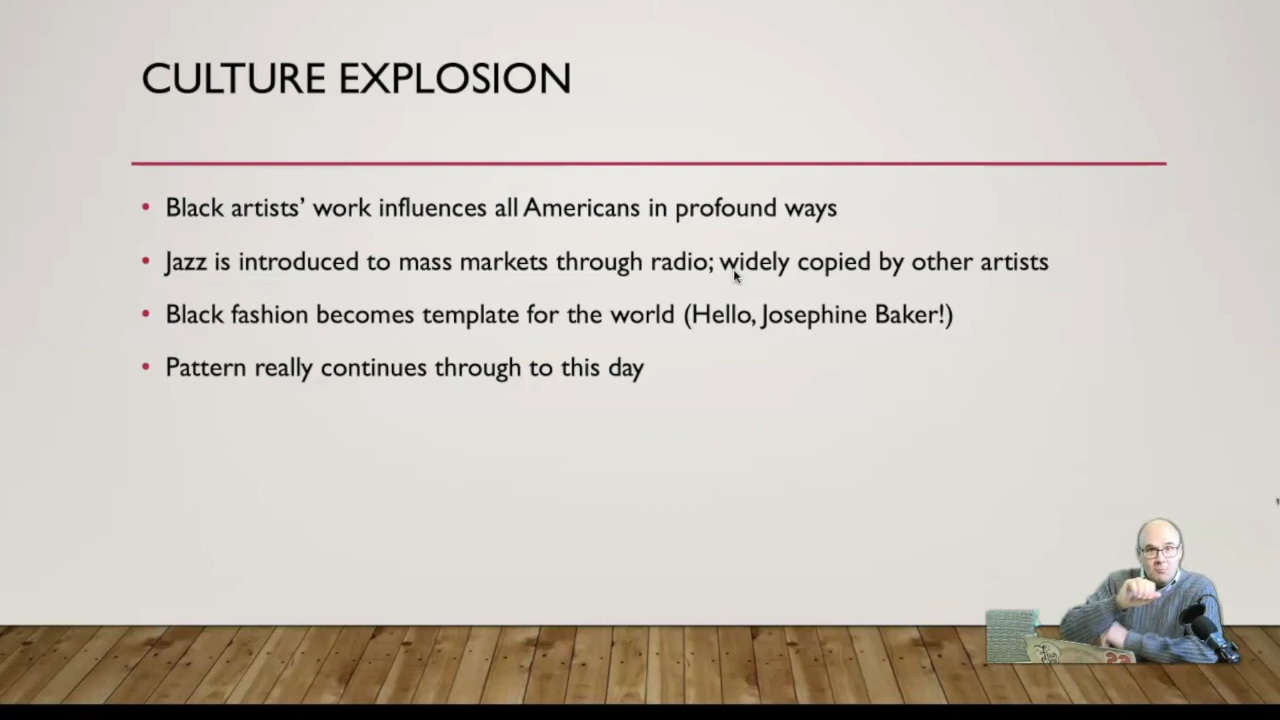 CULTURE EXPLOSION
• Black artists’ work influences all Americans in profound ways
• Jazz is introduced to mass markets through radio; widely copied by other artists
• Black fashion becomes template for the world (Hello, Josephine Baker!)
• Pattern really continues through to this day